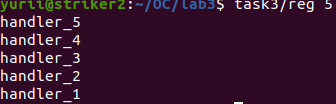 yurii@striker2:~/OC/lab3$ task3/reg 5
handler_5
handler_4
handler_3
handler_2
handler_1